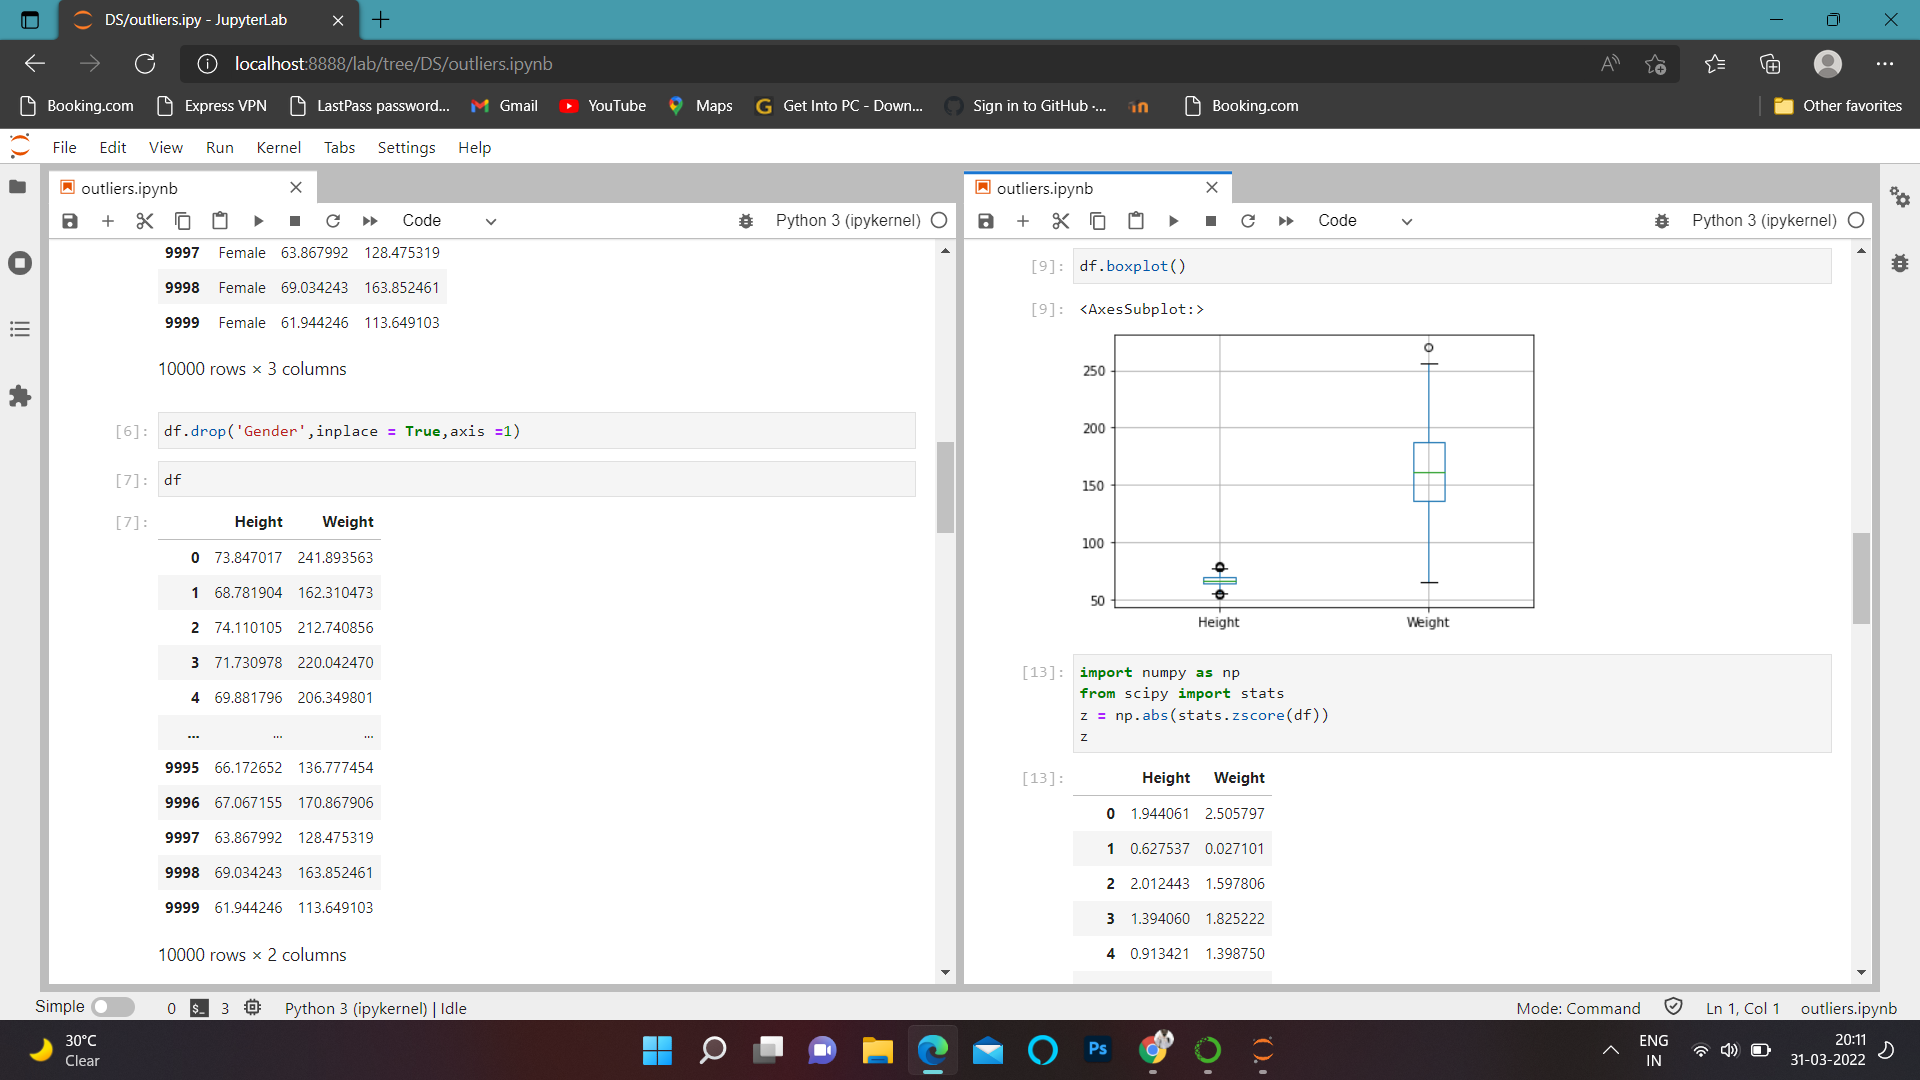 DS/outliers.ipy - JupyterLab
localhost:8888/lab/tree/DS/outliers.ipynb
Booking.com Express VPN LastPass password... Gmail YouTube Maps Get Into PC - Down... Sign in to GitHub ·... in Booking.com Other favorites
File Edit View Run Kernel Tabs Settings Help
outliers.ipynb
Code Python 3 (ipykernel)
9997 Female 63.867992 128.475319
9998 Female 69.034243 163.852461
9999 Female 61.944246 113.649103
10000 rows × 3 columns
[6]: df.drop('Gender',inplace = True,axis =1)
[7]: df
[7]: Height Weight
0 73.847017 241.893563
1 68.781904 162.310473
2 74.110105 212.740856
3 71.730978 220.042470
4 69.881796 206.349801
... ... ...
9995 66.172652 136.777454
9996 67.067155 170.867906
9997 63.867992 128.475319
9998 69.034243 163.852461
9999 61.944246 113.649103
10000 rows × 2 columns
outliers.ipynb
Code Python 3 (ipykernel)
[9]: df.boxplot()
[9]: <AxesSubplot:>
250
200
150
100
50
Height Weight
[13]: import numpy as np
from scipy import stats
z = np.abs(stats.zscore(df))
z
[13]: Height Weight
0 1.944061 2.505797
1 0.627537 0.027101
2 2.012443 1.597806
3 1.394060 1.825222
4 0.913421 1.398750
Simple 0 $_ 3 Python 3 (ipykernel) | Idle Mode: Command Ln 1, Col 1 outliers.ipynb
30°C
Clear
Ps
ENG
IN
20:11
31-03-2022